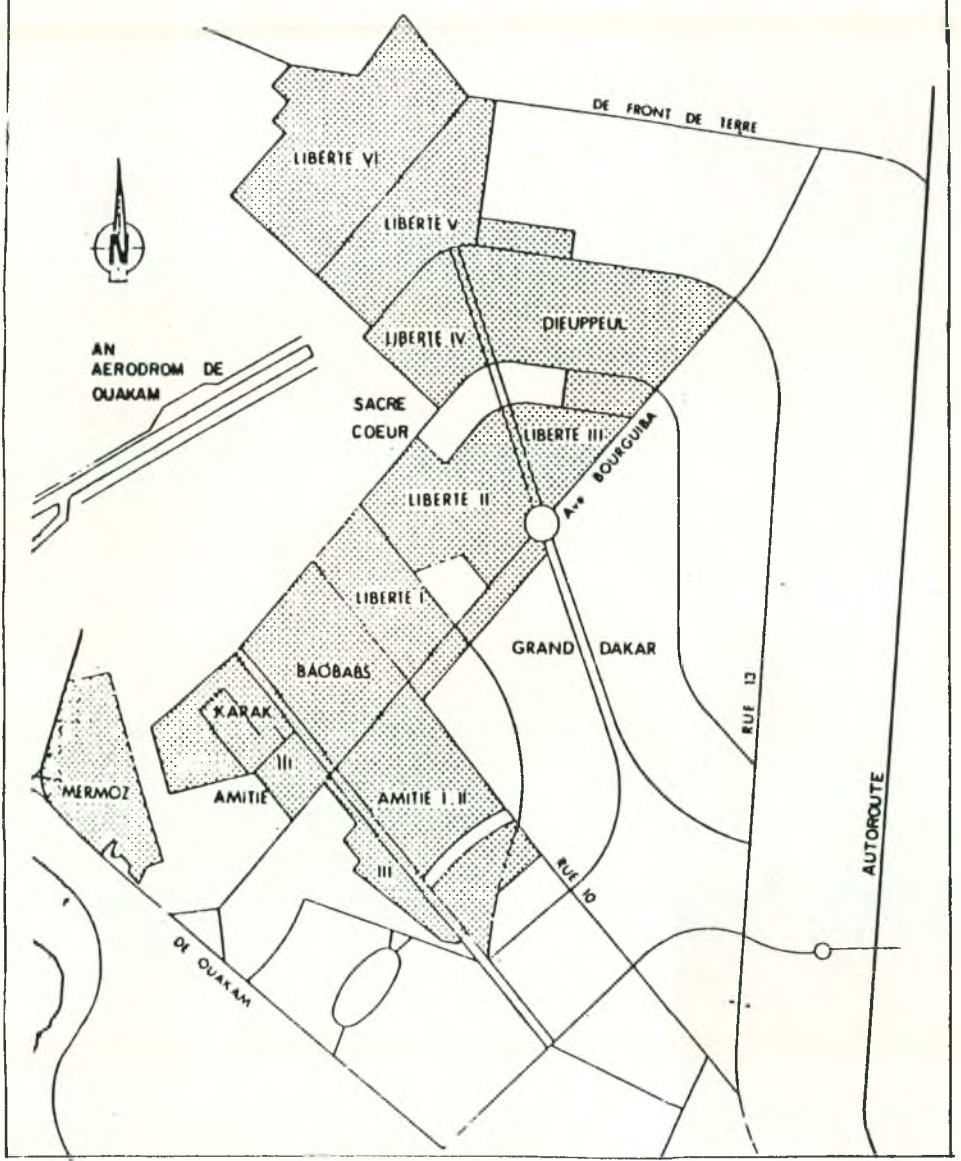 DE FRONT DE TERRE
LIBERTE VI
LIBERTE V
N
DIEUPPEUL
LIBERTE IV
AN
AERODROM DE
OUAKAM
SACRE
COEUR
LIBERTE III
Ave BOURGUIBA
LIBERTE II
LIBERTE I
GRAND DAKAR
BAOBABS
RUE 13
KARAK
III
AMITIE
AMITIE I.II
MERMOZ
III
RUE 10
AUTOROUTE
DE OUAKAM